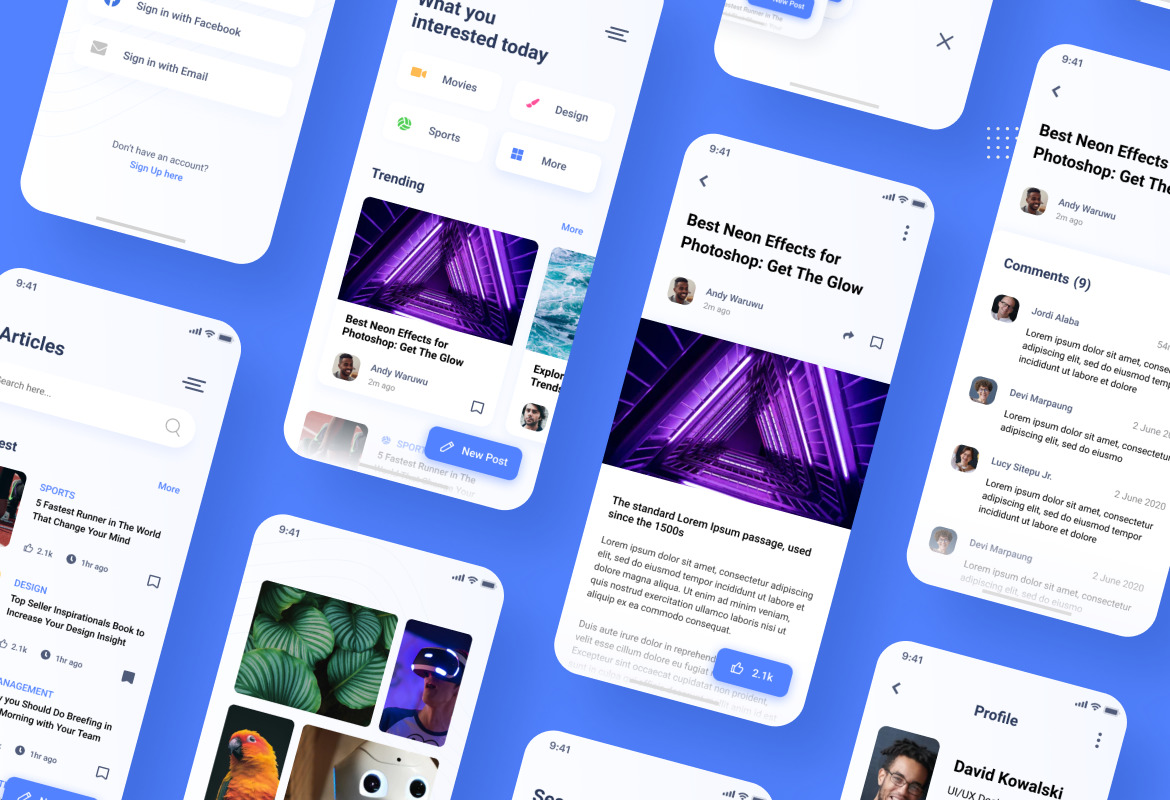 Sign in with Facebook
Sign in with Email
Don't have an account?
Sign Up here
What you
interested today
Movies
Design
Sports
More
Trending
More
Best Neon Effects for
Photoshop: Get The Glow
Andy Waruwu
2m ago
Explor
Trend
SPORT
5 Fastest Runner in The
New Post
New Post
9:41
Articles
Search here...
est
More
SPORTS
5 Fastest Runner in The World
That Change Your Mind
2.1k
1hr ago
DESIGN
Top Seller Inspirationals Book to
Increase Your Design Insight
2.1k
1hr ago
ANAGEMENT
y you Should Do Breefing in
Morning with Your Team
1hr ago
9:41
9:41
9:41
Best Neon Effects for
Photoshop: Get The Glow
Andy Waruwu
2m ago
The standard Lorem Ipsum passage, used
since the 1500s
Lorem ipsum dolor sit amet, consectetur adipiscing
elit, sed do eiusmod tempor incididunt ut labore et
dolore magna aliqua. Ut enim ad minim veniam,
quis nostrud exercitation ullamco laboris nisi ut
aliquip ex ea commodo consequat.
Duis aute irure dolor in reprehend
velit esse cillum dolore eu fugiat
Excepteur sint occaecat cupidatat non proident,
2.1k
9:41
Best Neon Effects
Photoshop: Get The
Andy Waruwu
2m ago
Comments (9)
Jordi Alaba
54
Lorem ipsum dolor sit amet, consec
adipiscing elit, sed do eiusmod temp
incididunt ut labore et dolore
Devi Marpaung
2 June 20
Lorem ipsum dolor sit amet, consectetur
adipiscing elit, sed do eiusmo
Lucy Sitepu Jr.
2 June 2020
Lorem ipsum dolor sit amet, consectetur
adipiscing elit, sed do eiusmod tempor
incididunt ut labore et dolore
Devi Marpaung
2 June 2020
Lorem ipsum dolor sit amet, consectetur
adipiscing elit, sed do eiusmo
9:41
Profile
David Kowalski